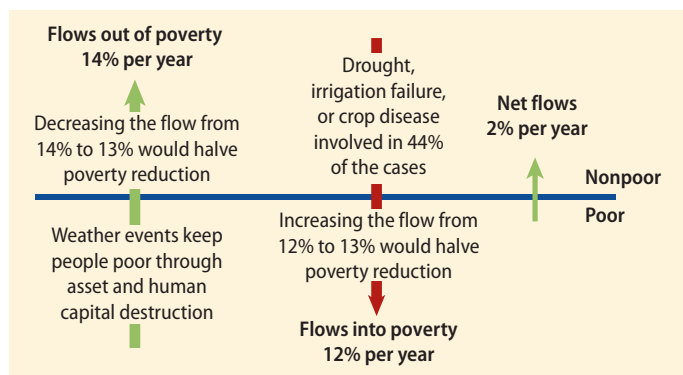 Flows out of poverty
14% per year
Decreasing the flow from
14% to 13% would halve
poverty reduction
Weather events keep
people poor through
asset and human
capital destruction
Drought,
irrigation failure,
or crop disease
involved in 44%
of the cases
Increasing the flow from
12% to 13% would halve
poverty reduction
Flows into poverty
12% per year
Net flows
2% per year
Nonpoor
Poor